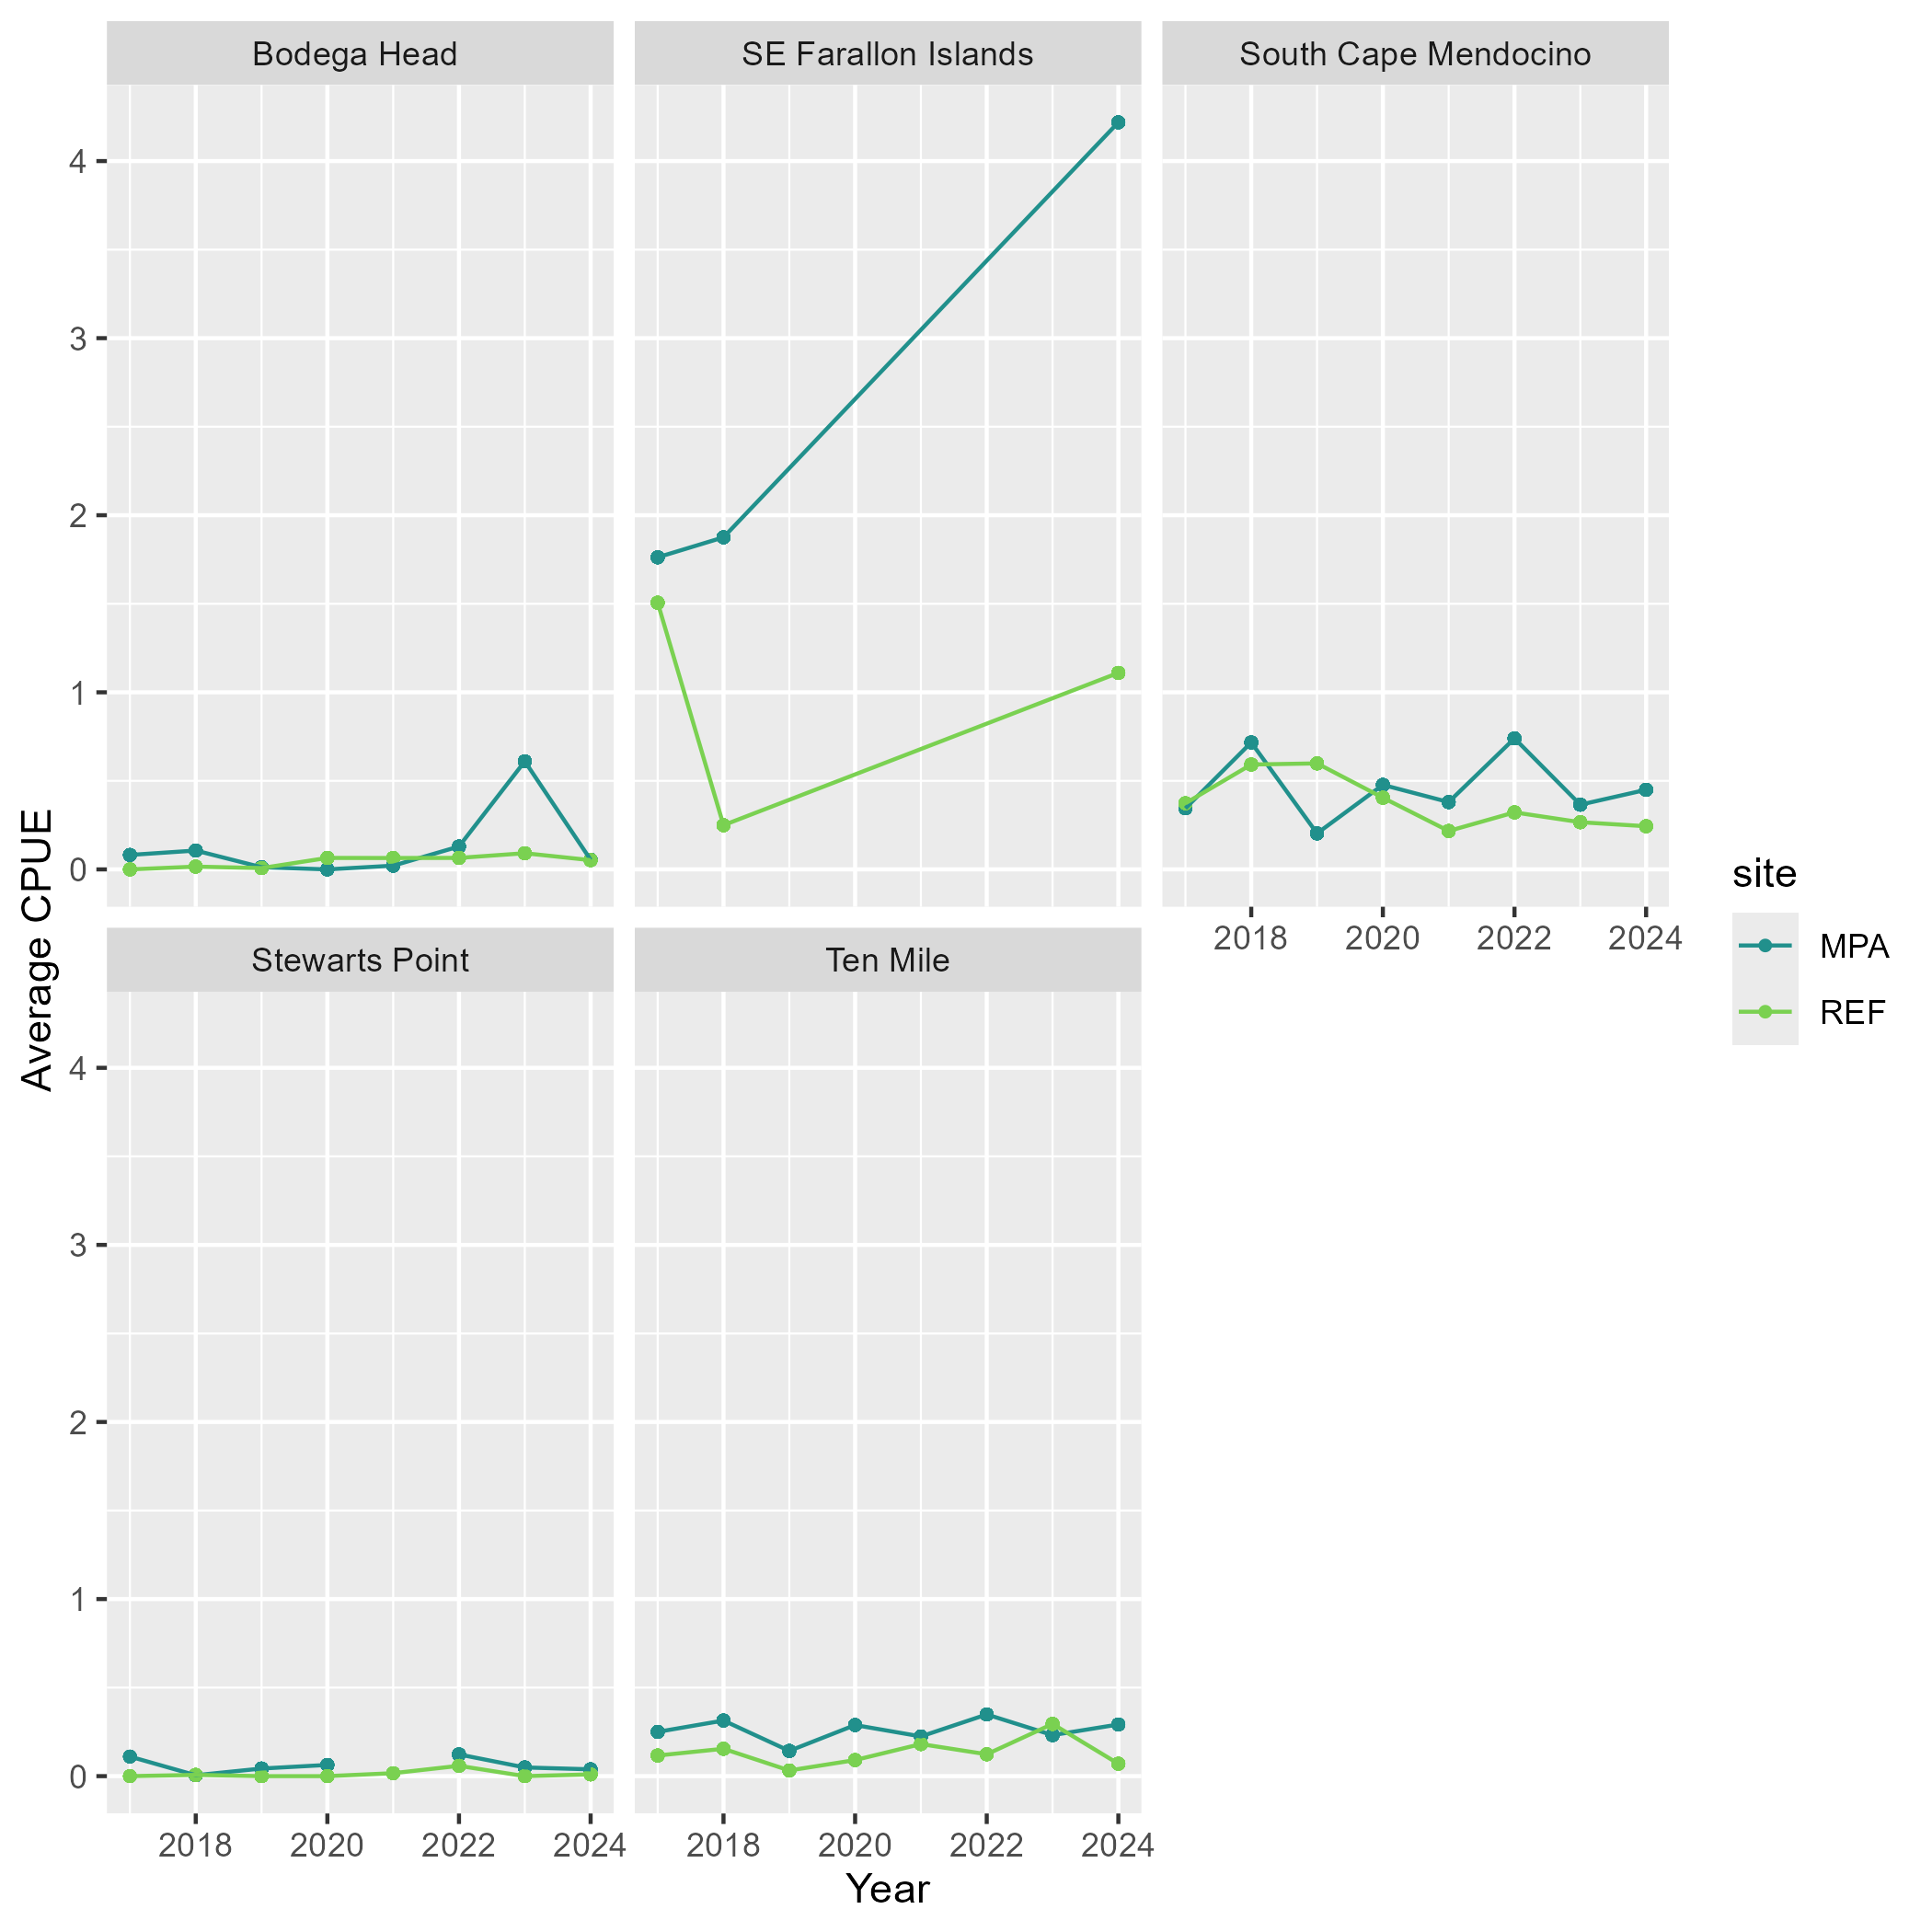 Bodega Head
SE Farallon Islands
South Cape Mendocino
4
3
2
1
0
2018 2020 2022 2024
Average CPUE
site
MPA
REF
Stewarts Point
Ten Mile
4
3
2
1
0
2018 2020 2022 2024
2018 2020 2022 2024
Year